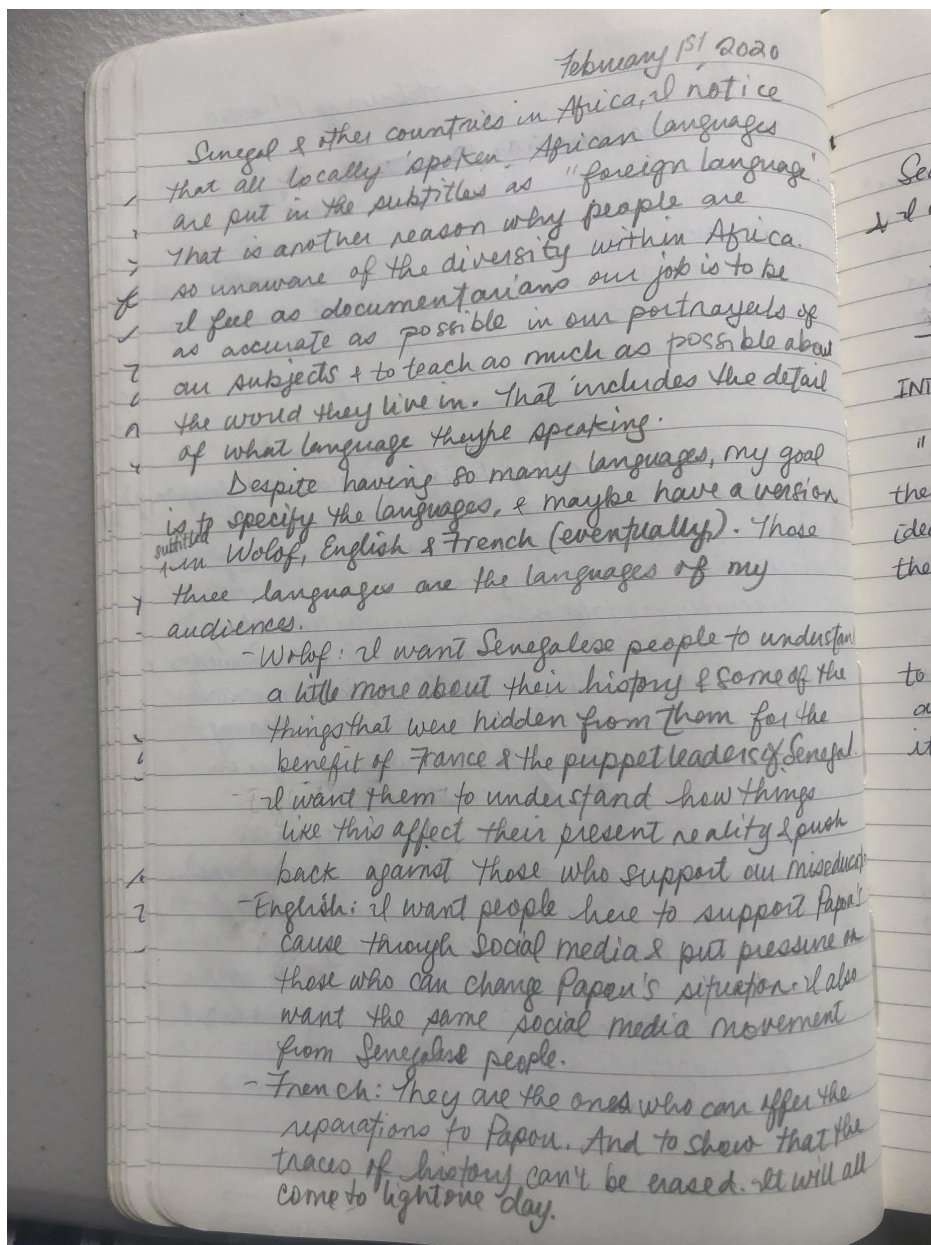 February 1st, 2020
Senegal & other countries in Africa, I notice
that all locally spoken African languages
are put in the subtitles as "foreign language".
That is another reason why people are
so unaware of the diversity within Africa.
I feel as documentarians our job is to be
as accurate as possible in our portrayals of
our subjects + to teach as much as possible about
the world they live in. That includes the detail
of what language they're speaking.
Despite having so many languages, my goal
is to specify the languages, & maybe have a version
subtitled in Wolof, English & French (eventually). Those
three languages are the languages of my
audiences.
- Wolof: I want Senegalese people to understan
a little more about their history & some of the
things that were hidden from them for the
benefit of France & the puppet leaders of Senegal.
I want them to understand how things
like this affect their present reality & push
back against those who support our miseducat
- English: I want people here to support Papou's
cause through social media & put pressure on
those who can change Papou's situation. I also
want the same social media movement
from Senegalese people.
- French: They are the ones who can offer the
reparations to Papou. And to show that the
traces of history can't be erased. It will all
come to light one day.
Sec
& I
INT
"
the
idea
the
to
it